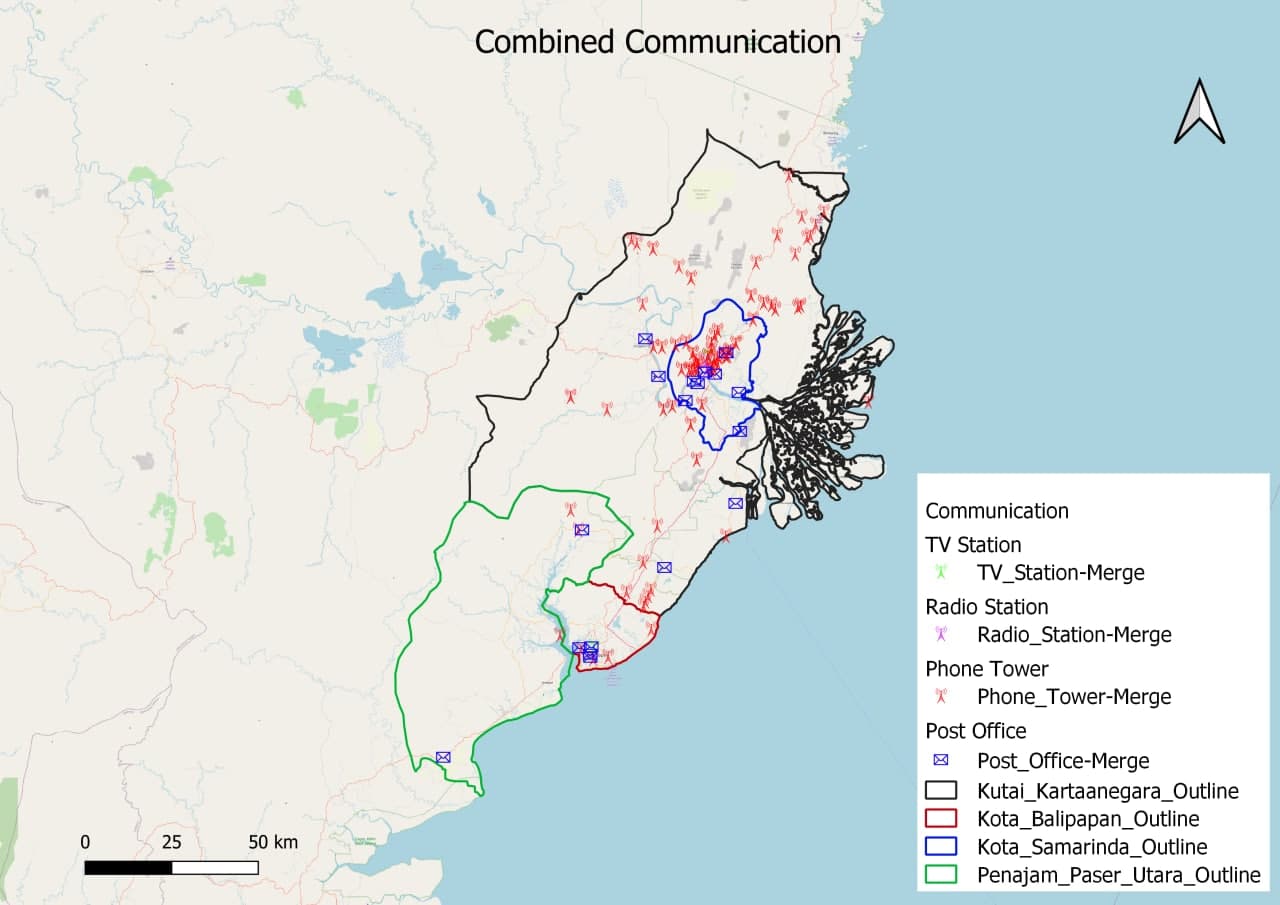 Combined Communication
Communication
TV Station
TV_Station-Merge
Radio Station
Radio_Station-Merge
Phone Tower
Phone_Tower-Merge
Post Office
Post_Office-Merge
Kutai_Kartaanegara_Outline
Kota_Balipapan_Outline
Kota_Samarinda_Outline
Penajam_Paser_Utara_Outline
0 25 50 km